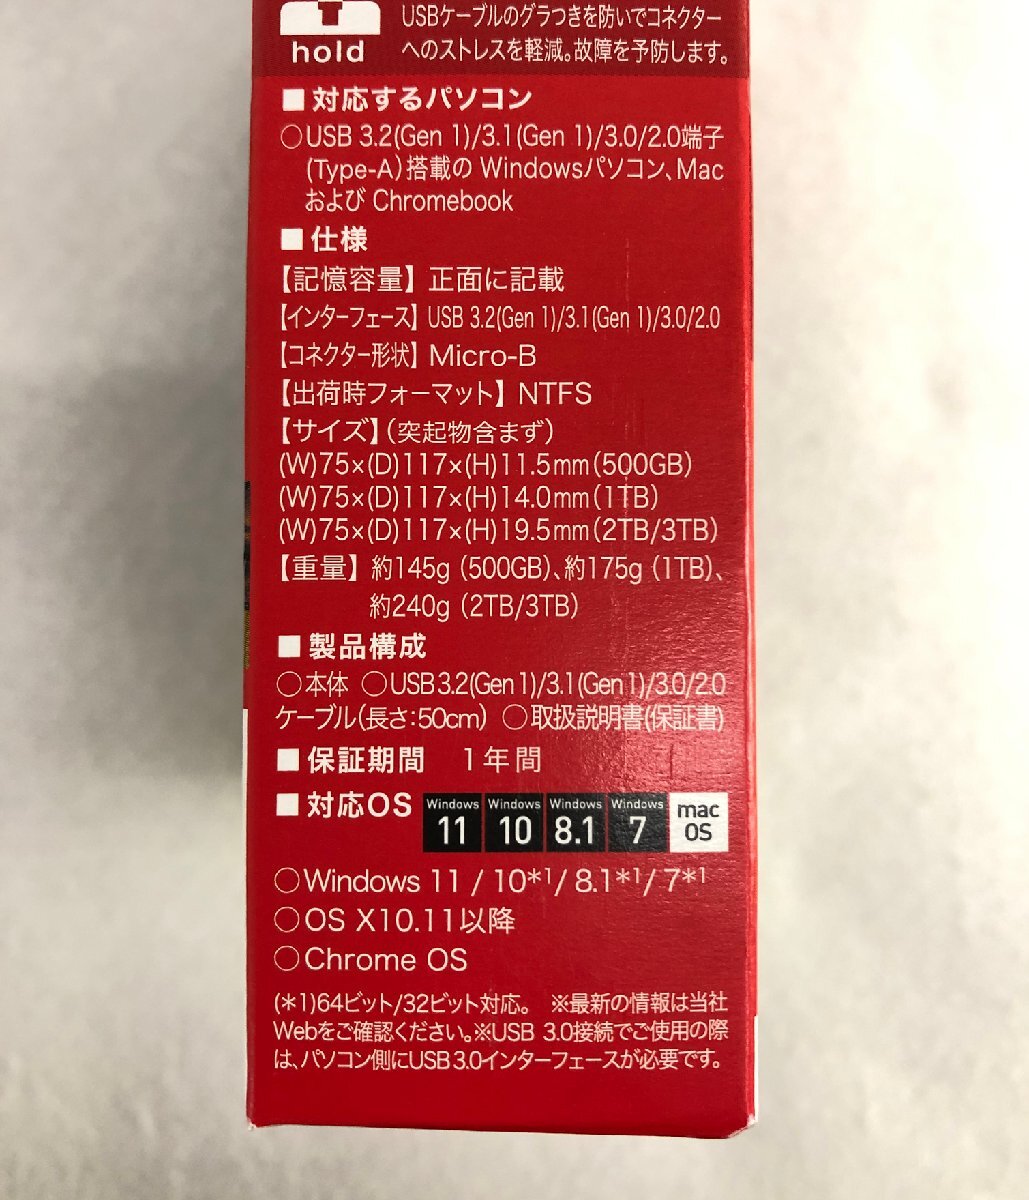 hold
USBケーブルのグラつきを防いでコネクター
へのストレスを軽減。故障を予防します。
■ 対応するパソコン
○USB 3.2(Gen 1)/3.1(Gen 1)/3.0/2.0端子
(Type-A)搭載の Windowsパソコン、Mac
および Chromebook
■ 仕様
【記憶容量】 正面に記載
【インターフェース】 USB 3.2(Gen 1)/3.1(Gen 1)/3.0/2.0
【コネクター形状】 Micro-B
【出荷時フォーマット】 NTFS
【サイズ】(突起物含まず)
(W)75×(D)117×(H)11.5mm(500GB)
(W)75×(D)117×(H)14.0mm(1TB)
(W)75×(D)117×(H)19.5mm(2TB/3TB)
【重量】 約145g (500GB)、約175g (1TB)、
約240g (2TB/3TB)
■ 製品構成
○本体 ○USB3.2(Gen1)/3.1(Gen1)/3.0/2.0
ケーブル(長さ:50cm) ○取扱説明書(保証書)
■ 保証期間 1年間
■ 対応OS Windows 11 Windows 10 Windows 8.1 Windows 7 mac OS
○Windows 11 / 10*1/ 8.1*1/ 7*1
○OS X10.11以降
○Chrome OS
(*1)64ビット/32ビット対応。 ※最新の情報は当社
Webをご確認ください。※USB 3.0接続でご使用の際
は、パソコン側にUSB3.0インターフェースが必要です。